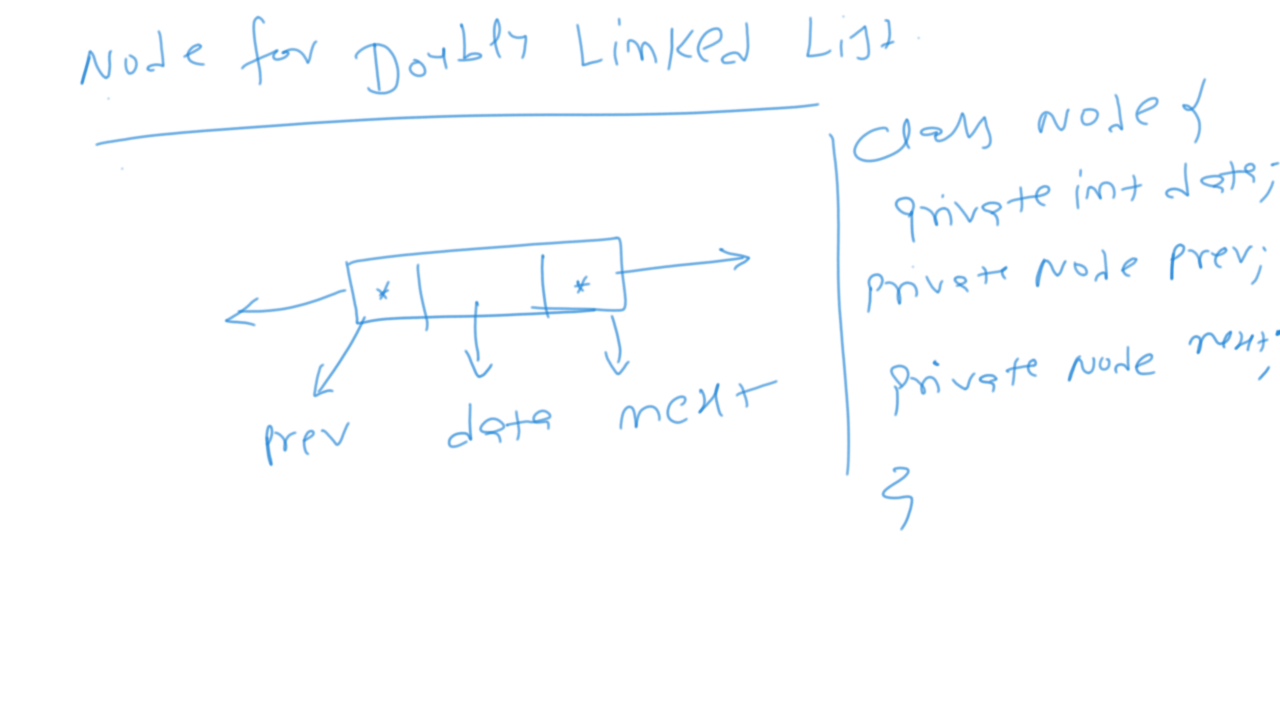 Node for Doubly Linked List
* *
prev data next
Class Node {
private int data;
private Node prev;
private Node next;
}